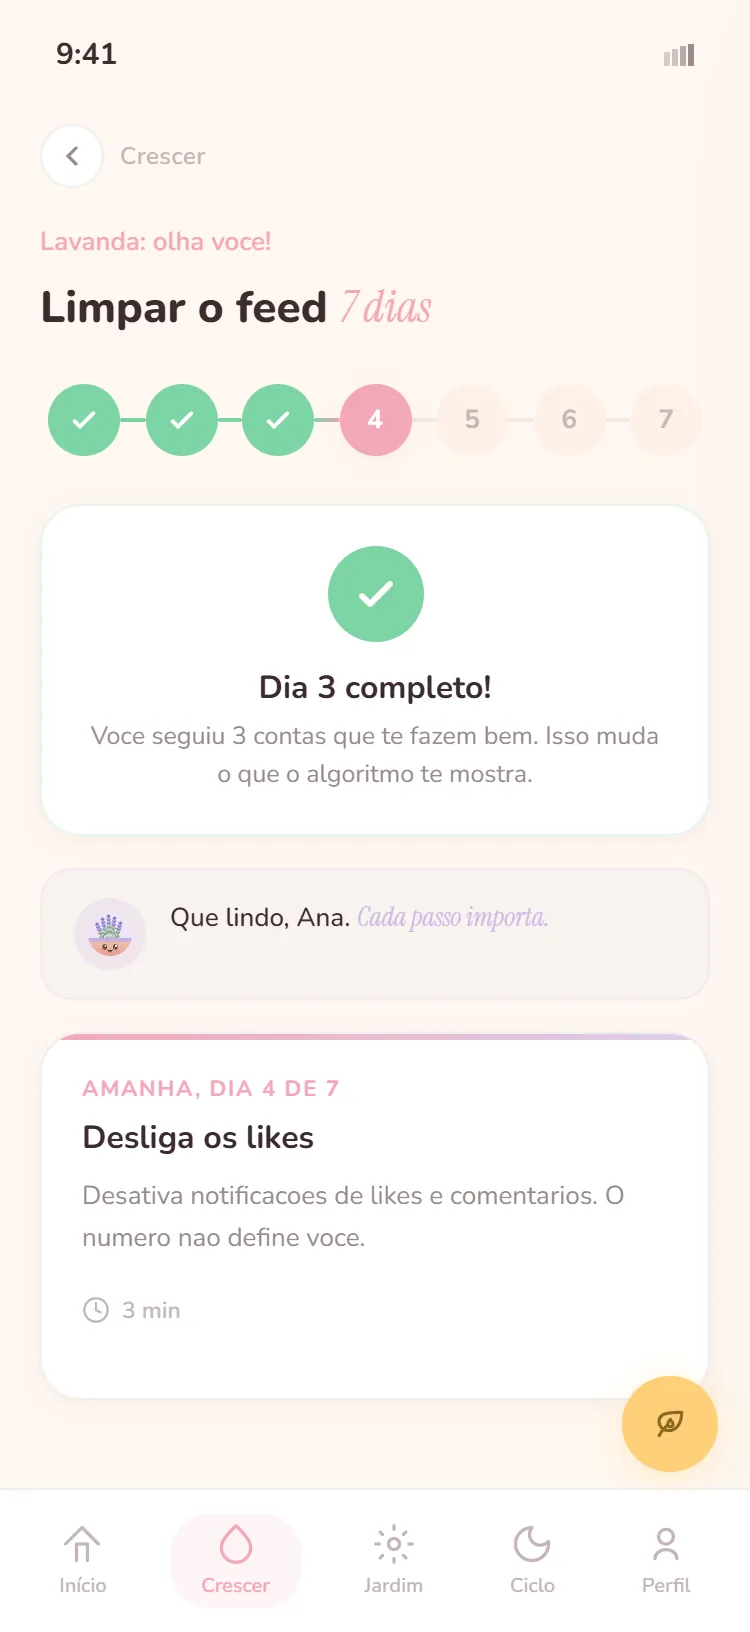 9:41
Crescer
Lavanda: olha voce!
Limpar o feed 7 dias
4 5 6 7
Dia 3 completo!
Voce seguiu 3 contas que te fazem bem. Isso muda
o que o algoritmo te mostra.
Que lindo, Ana. Cada passo importa.
AMANHA, DIA 4 DE 7
Desliga os likes
Desativa notificacoes de likes e comentarios. O
numero nao define voce.
3 min
Início Crescer Jardim Ciclo Perfil